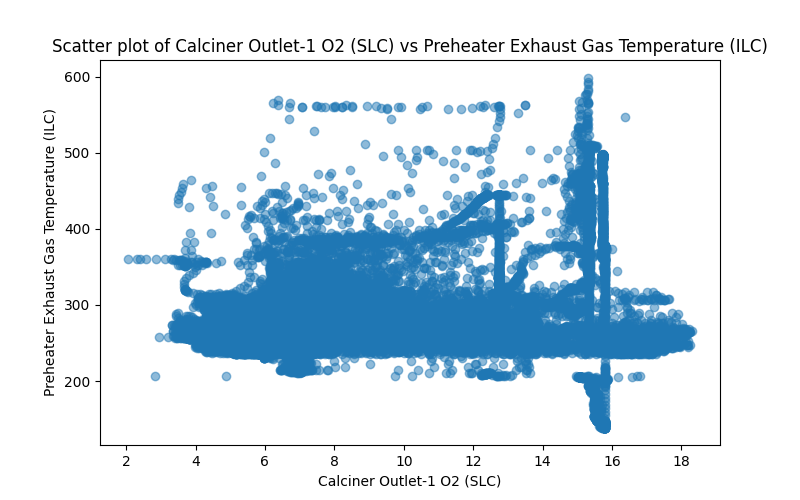 Scatter plot of Calciner Outlet-1 O2 (SLC) vs Preheater Exhaust Gas Temperature (ILC)
Preheater Exhaust Gas Temperature (ILC)
600
500
400
300
200
2 4 6 8 10 12 14 16 18
Calciner Outlet-1 O2 (SLC)